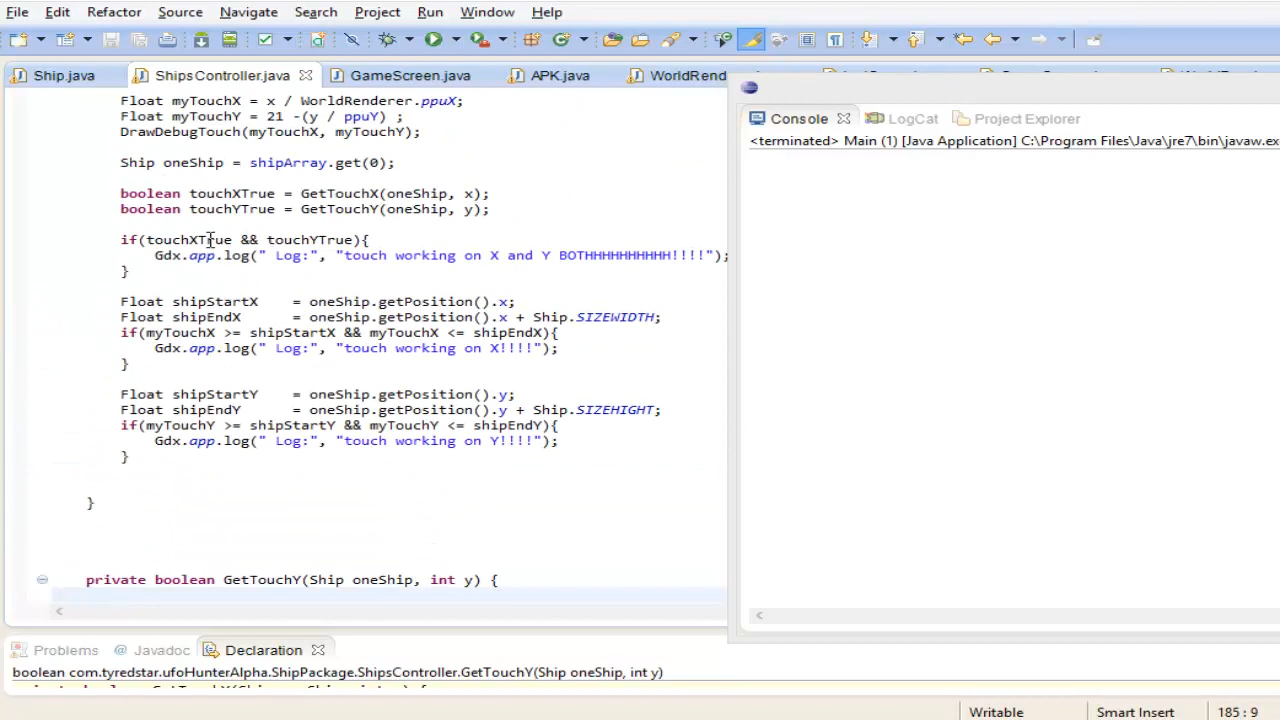 File Edit Refactor Source Navigate Search Project Run Window Help
Ship.java ShipsController.java GameScreen.java APK.java WorldRend
Float myTouchX = x / WorldRenderer.ppuX;
Float myTouchY = 21 -(y / ppuY) ;
DrawDebugTouch(myTouchX, myTouchY);
Ship oneShip = shipArray.get(0);
boolean touchXTrue = GetTouchX(oneShip, x);
boolean touchYTrue = GetTouchY(oneShip, y);
if(touchXTrue && touchYTrue){
Gdx.app.log(" Log:", "touch working on X and Y BOTHHHHHHHHHH!!!!");
}
Float shipStartX = oneShip.getPosition().x;
Float shipEndX = oneShip.getPosition().x + Ship.SIZEWIDTH;
if(myTouchX >= shipStartX && myTouchX <= shipEndX){
Gdx.app.log(" Log:", "touch working on X!!!!");
}
Float shipStartY = oneShip.getPosition().y;
Float shipEndY = oneShip.getPosition().y + Ship.SIZEHIGHT;
if(myTouchY >= shipStartY && myTouchY <= shipEndY){
Gdx.app.log(" Log:", "touch working on Y!!!!");
}
}
private boolean GetTouchY(Ship oneShip, int y) {
Console LogCat Project Explorer
<terminated> Main (1) [Java Application] C:\Program Files\Java\jre7\bin\javaw.ex
Problems Javadoc Declaration
boolean com.tyredstar.ufoHunterAlpha.ShipPackage.ShipsController.GetTouchY(Ship oneShip, int y)
Writable Smart Insert 185 : 9